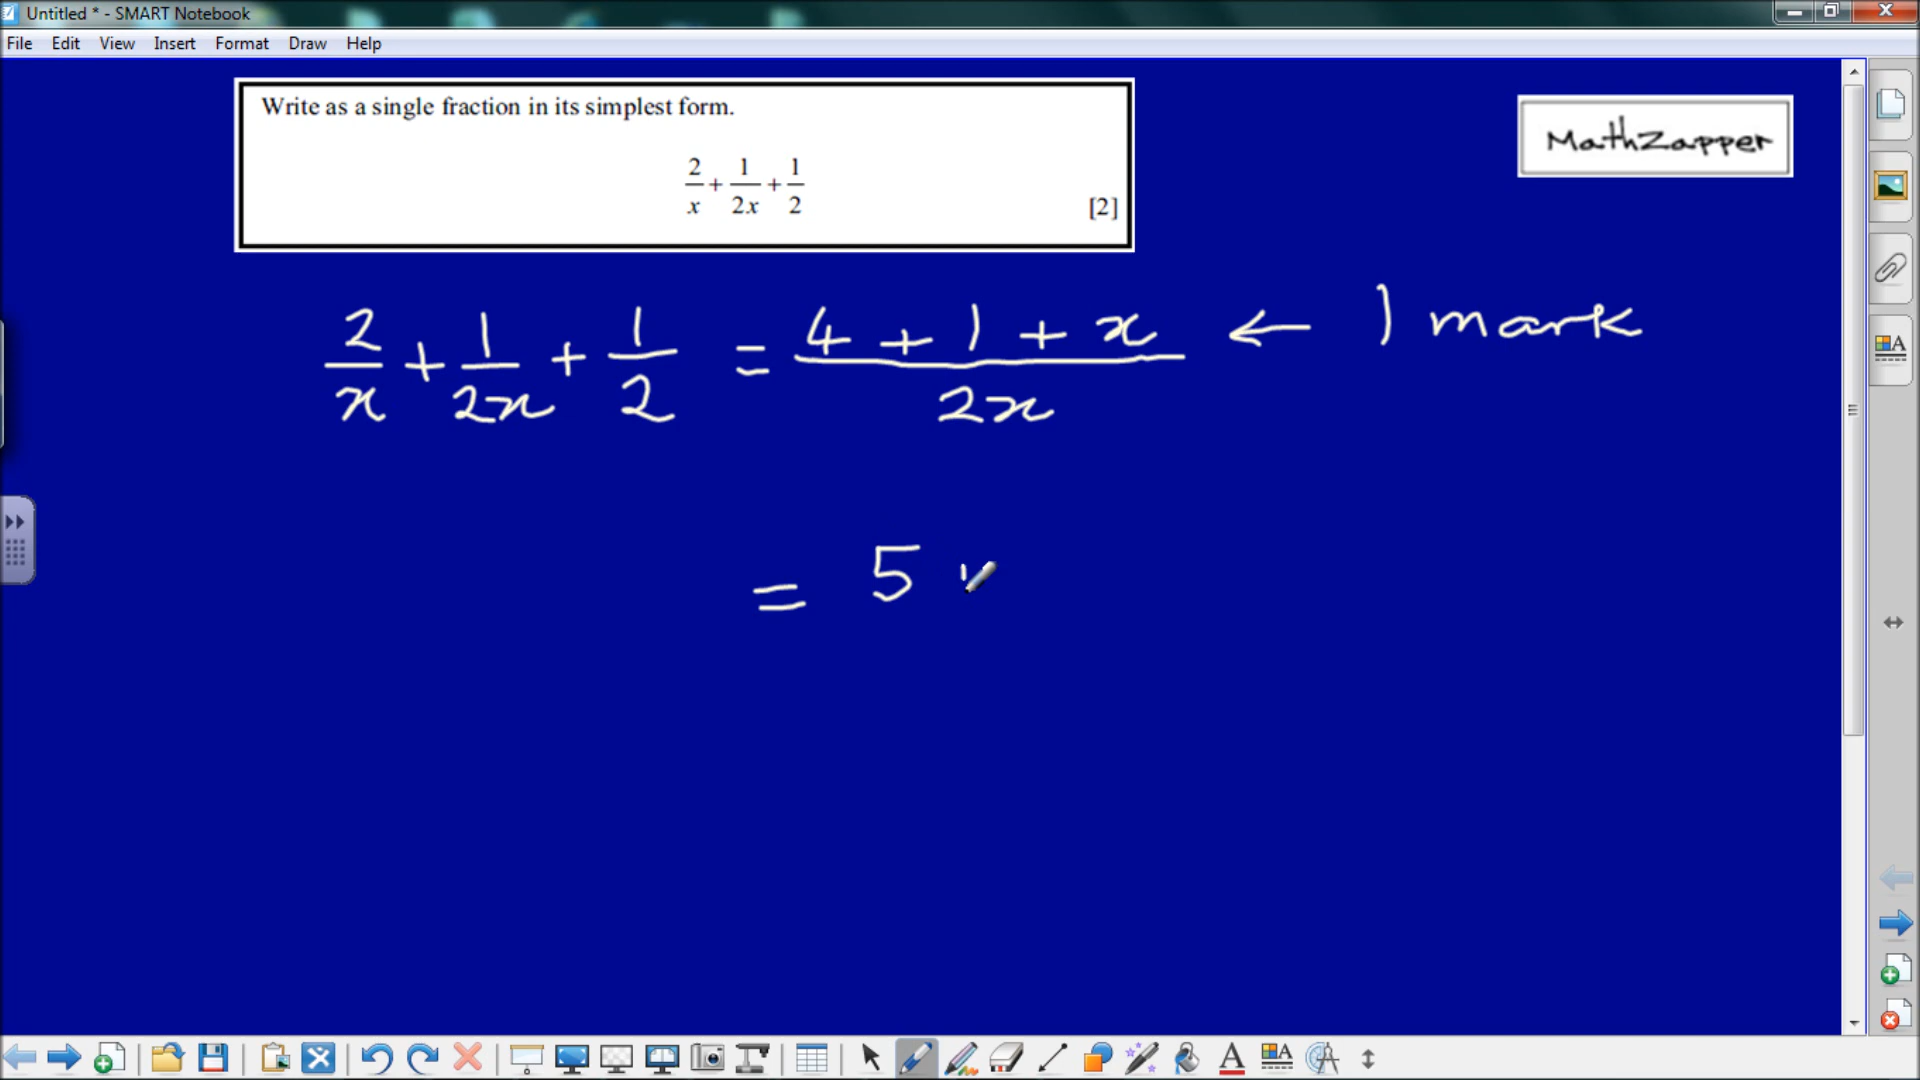 Untitled * - SMART Notebook
File Edit View Insert Format Draw Help
Write as a single fraction in its simplest form.
2/x + 1/2x + 1/2
[2]
MathZapper
2/x + 1/2x + 1/2 = 4 + 1 + x / 2x ← 1 mark
= 5